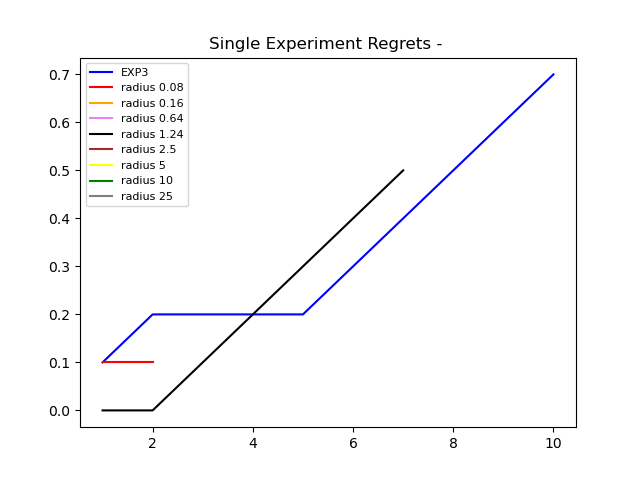 Single Experiment Regrets -
EXP3
radius 0.08
radius 0.16
radius 0.64
radius 1.24
radius 2.5
radius 5
radius 10
radius 25
0.7
0.6
0.5
0.4
0.3
0.2
0.1
0.0
2 4 6 8 10